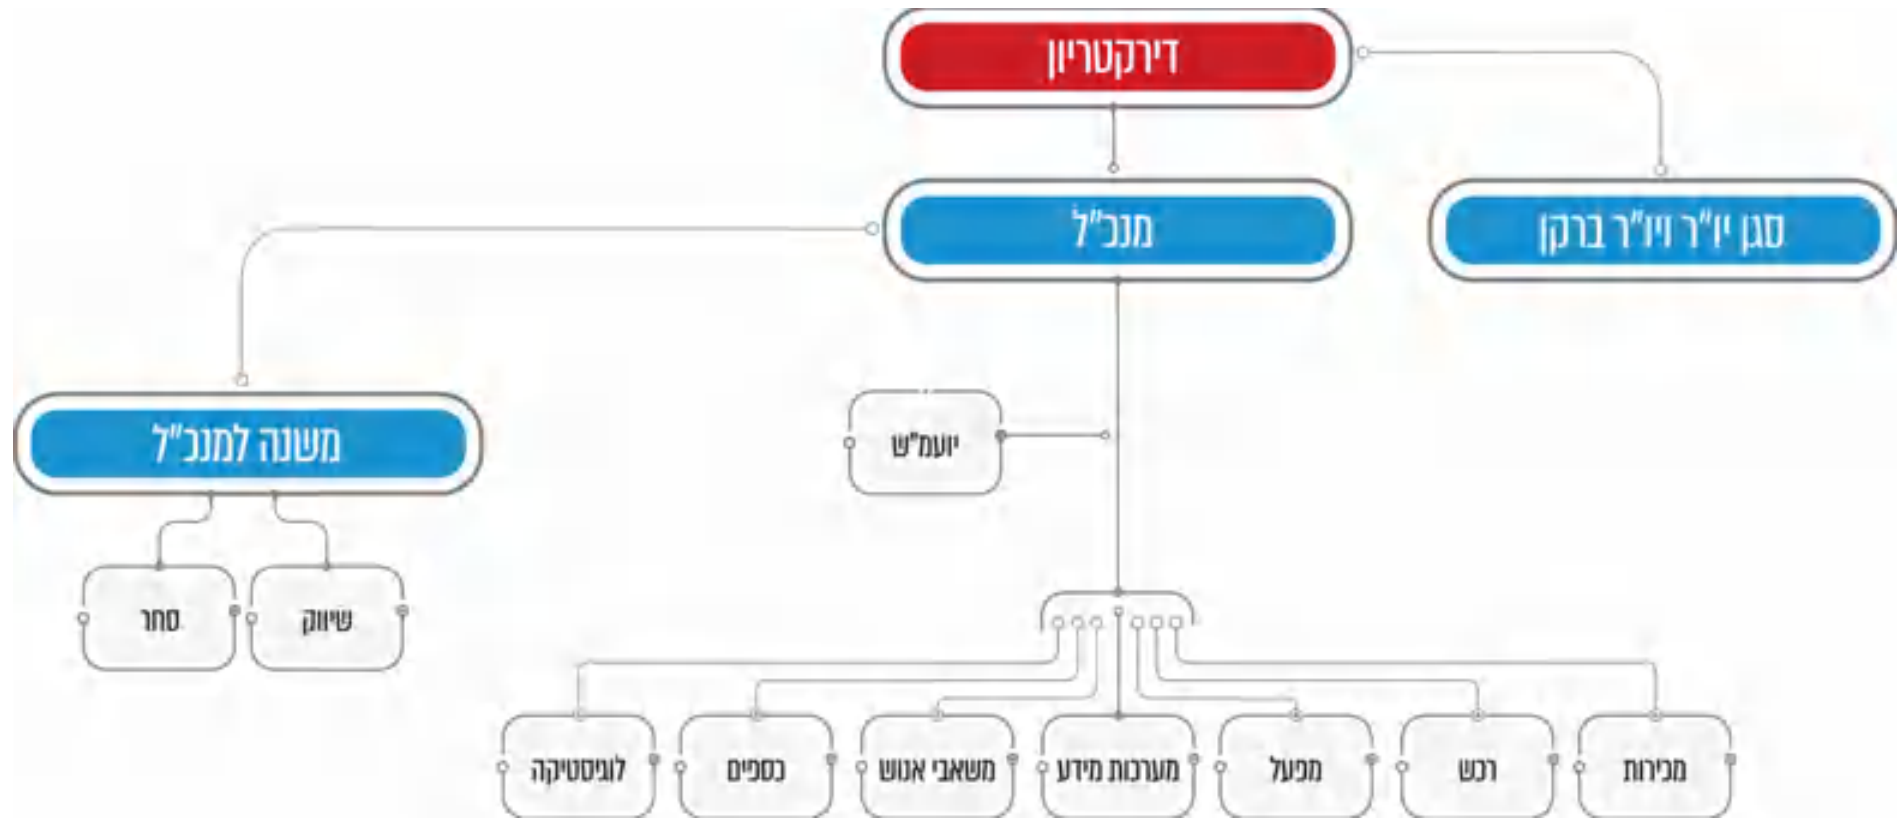 דירקטריון
סגן יו"ר ויו"ר ברקן
מנכ"ל
משנה למנכ"ל
יועמ"ש
שיווק
סחר
מכירות
רכש
מפעל
מערכות מידע
משאבי אנוש
כספים
לוגיסטיקה